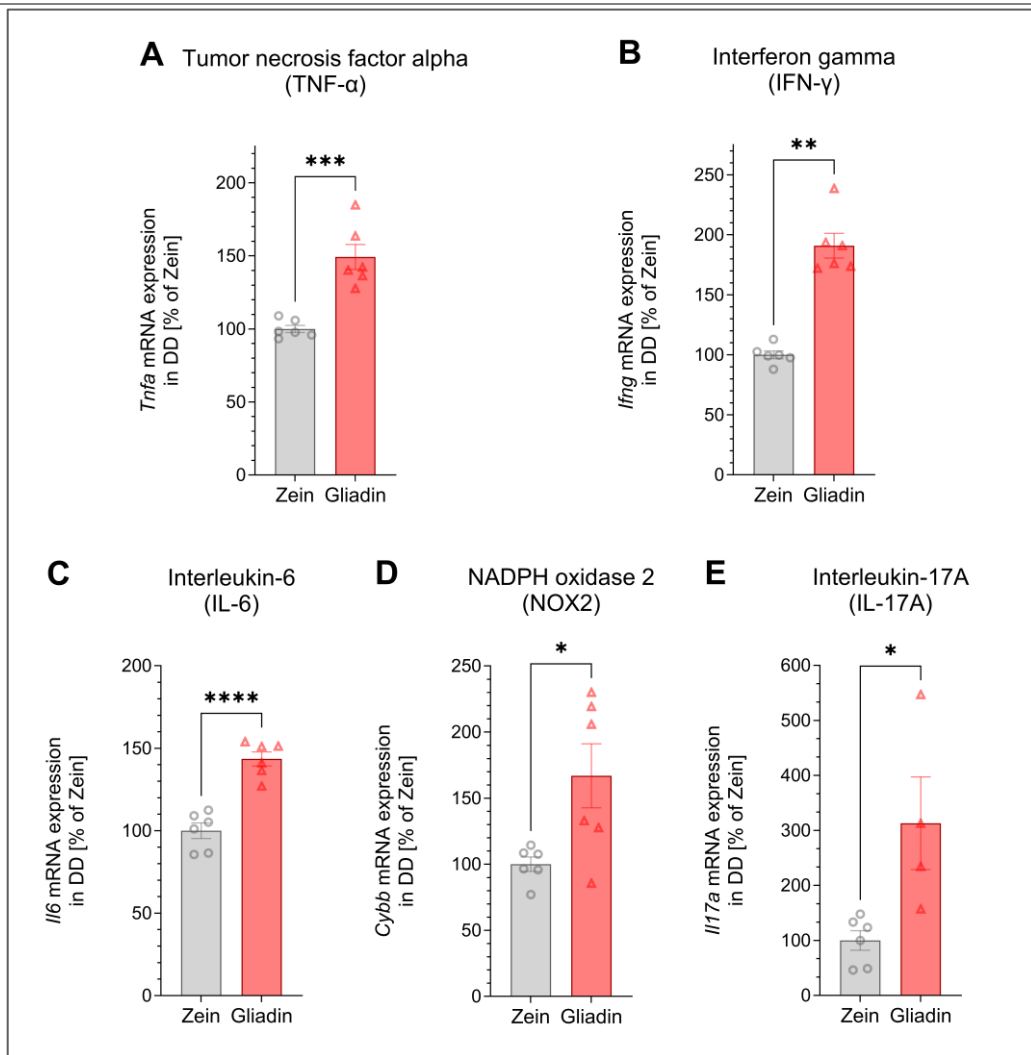 A Tumor necrosis factor alpha
(TNF-α)
Tnfa mRNA expression
in DD [% of Zein]
200
150
100
50
0
***
Zein Gliadin
B Interferon gamma
(IFN-γ)
Ifng mRNA expression
in DD [% of Zein]
250
200
150
100
50
0
**
Zein Gliadin
C Interleukin-6
(IL-6)
Il6 mRNA expression
in DD [% of Zein]
200
150
100
50
0
****
Zein Gliadin
D NADPH oxidase 2
(NOX2)
Cybb mRNA expression
in DD [% of Zein]
250
200
150
100
50
0
*
Zein Gliadin
E Interleukin-17A
(IL-17A)
Il17a mRNA expression
in DD [% of Zein]
600
500
400
300
200
100
0
*
Zein Gliadin